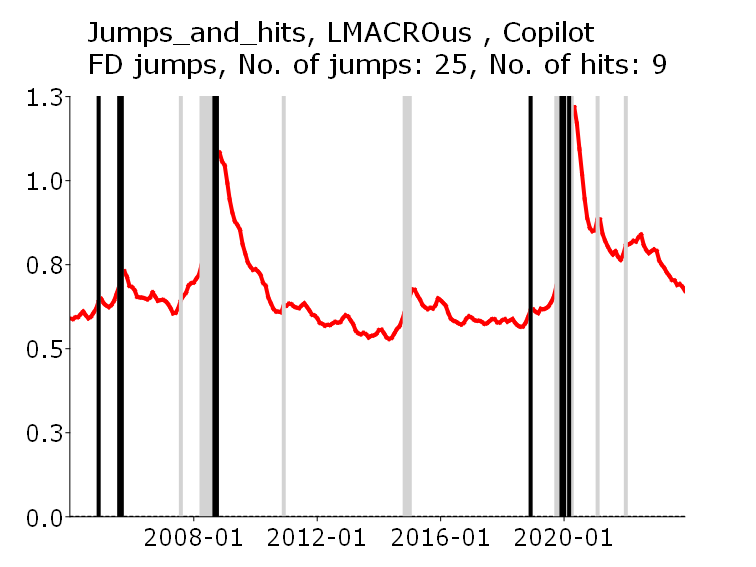 Jumps_and_hits, LMACROus , Copilot
FD jumps, No. of jumps: 25, No. of hits: 9
1.3
1.0
0.8
0.5
0.3
0.0
2008-01 2012-01 2016-01 2020-01